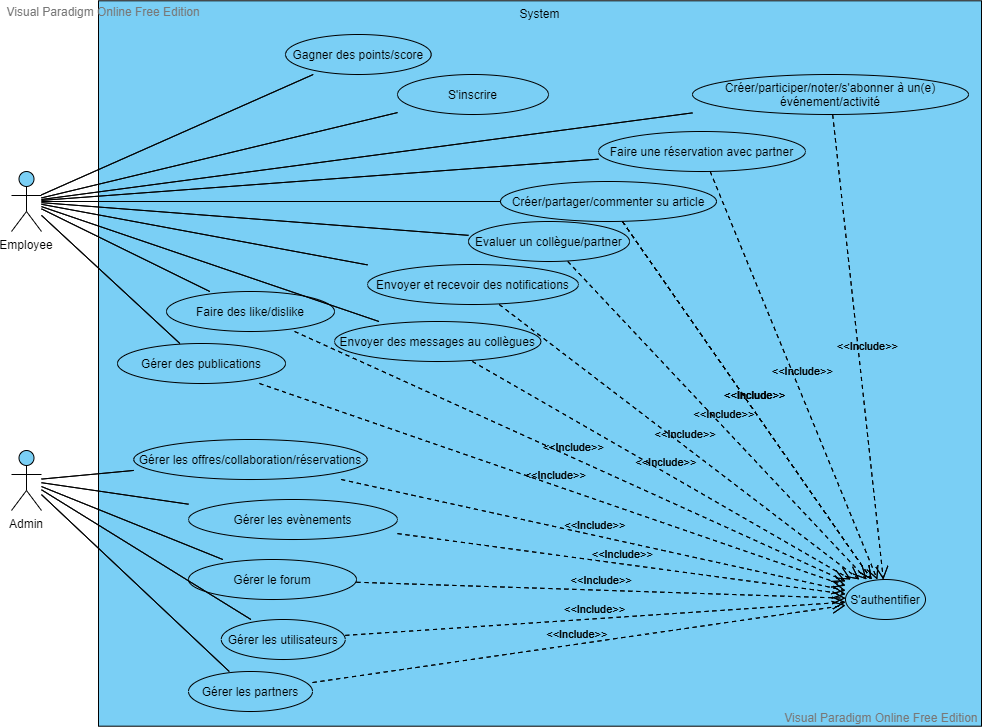 Visual Paradigm Online Free Edition
System
Gagner des points/score
S'inscrire
Créer/participer/noter/s'abonner à un(e)
événement/activité
Faire une réservation avec partner
Créer/partager/commenter su article
Employee
Evaluer un collègue/partner
Envoyer et recevoir des notifications
Faire des like/dislike
Envoyer des messages au collègues
<<Include>>
Gérer des publications
<<Include>>
<<Include>>
<<Include>>
<<Include>>
<<Include>>
Gérer les offres/collaboration/réservations
<<Include>>
<<Include>>
Admin
Gérer les evènements
<<Include>>
<<Include>>
Gérer le forum
<<Include>>
S'authentifier
<<Include>>
Gérer les utilisateurs
<<Include>>
Gérer les partners
Visual Paradigm Online Free Edition